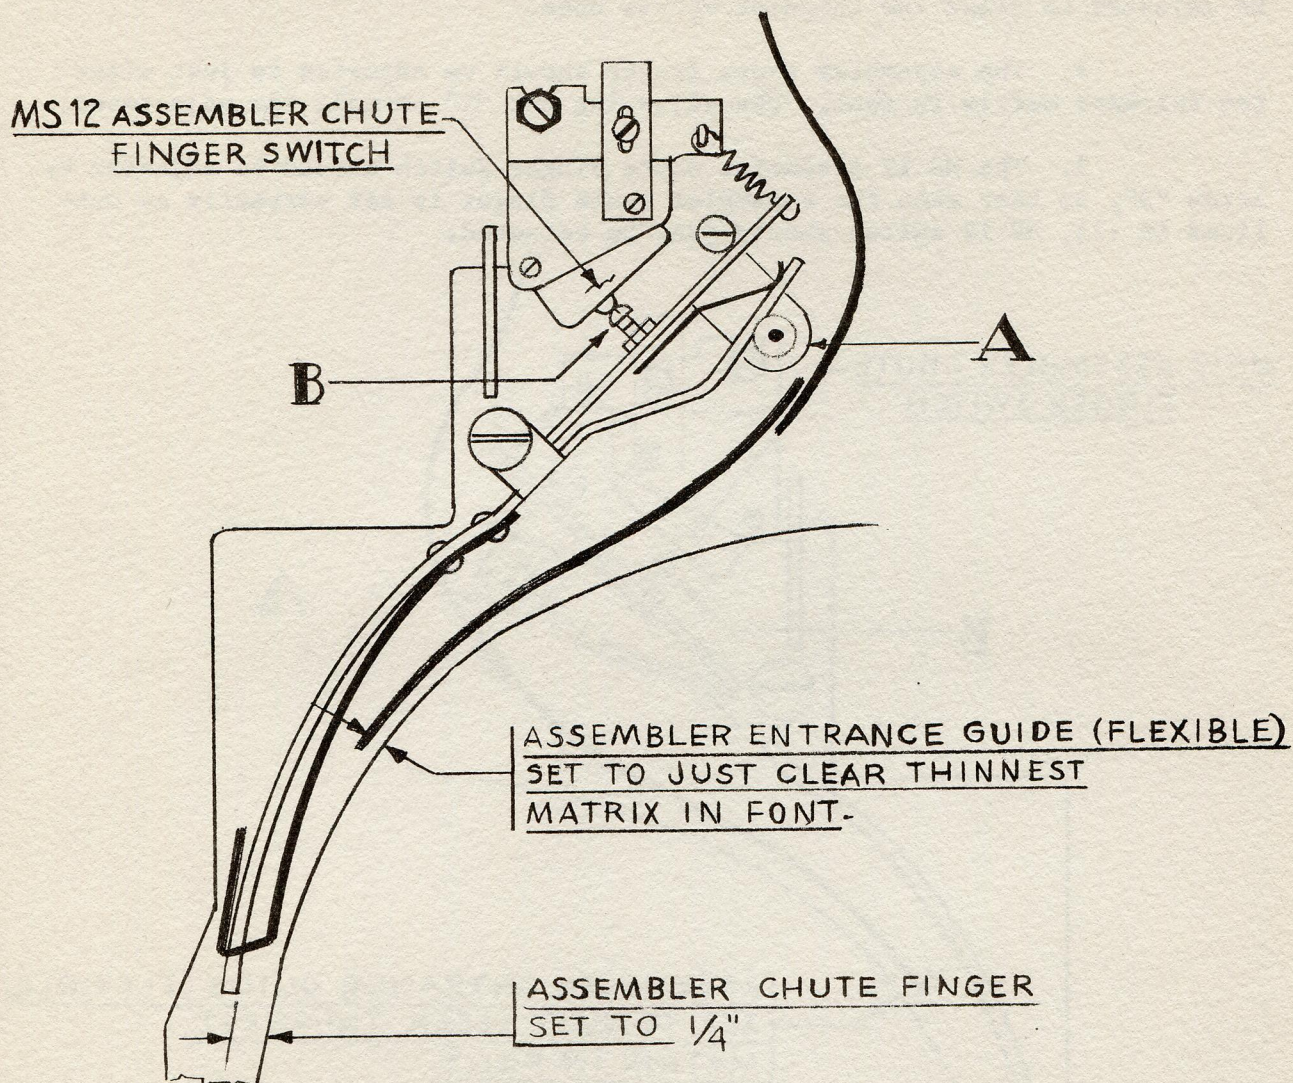 MS 12 ASSEMBLER CHUTE
FINGER SWITCH
A
B
ASSEMBLER ENTRANCE GUIDE (FLEXIBLE)
SET TO JUST CLEAR THINNEST
MATRIX IN FONT.
ASSEMBLER CHUTE FINGER
SET TO 1/4"